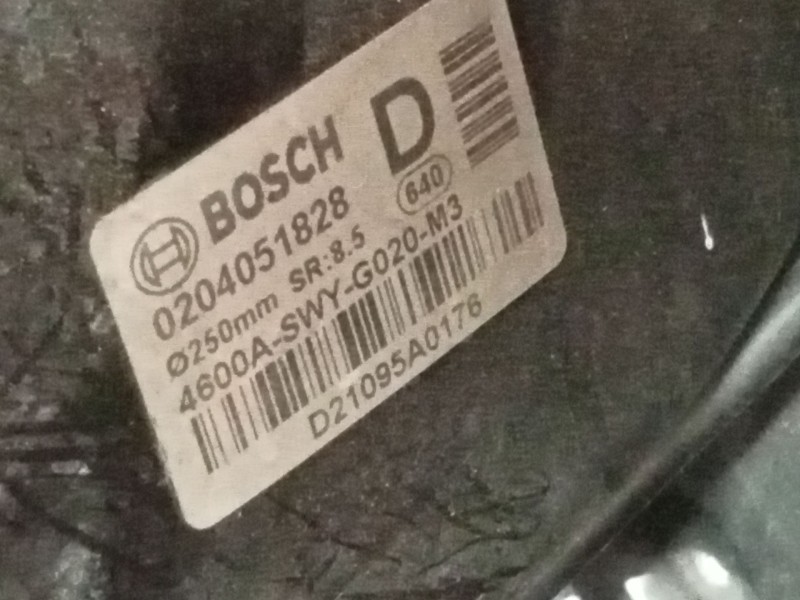 BOSCH
D
0204051828
640
Ø250mm SR:8.5
4600A-SWY-G020-M3
D21095A0176